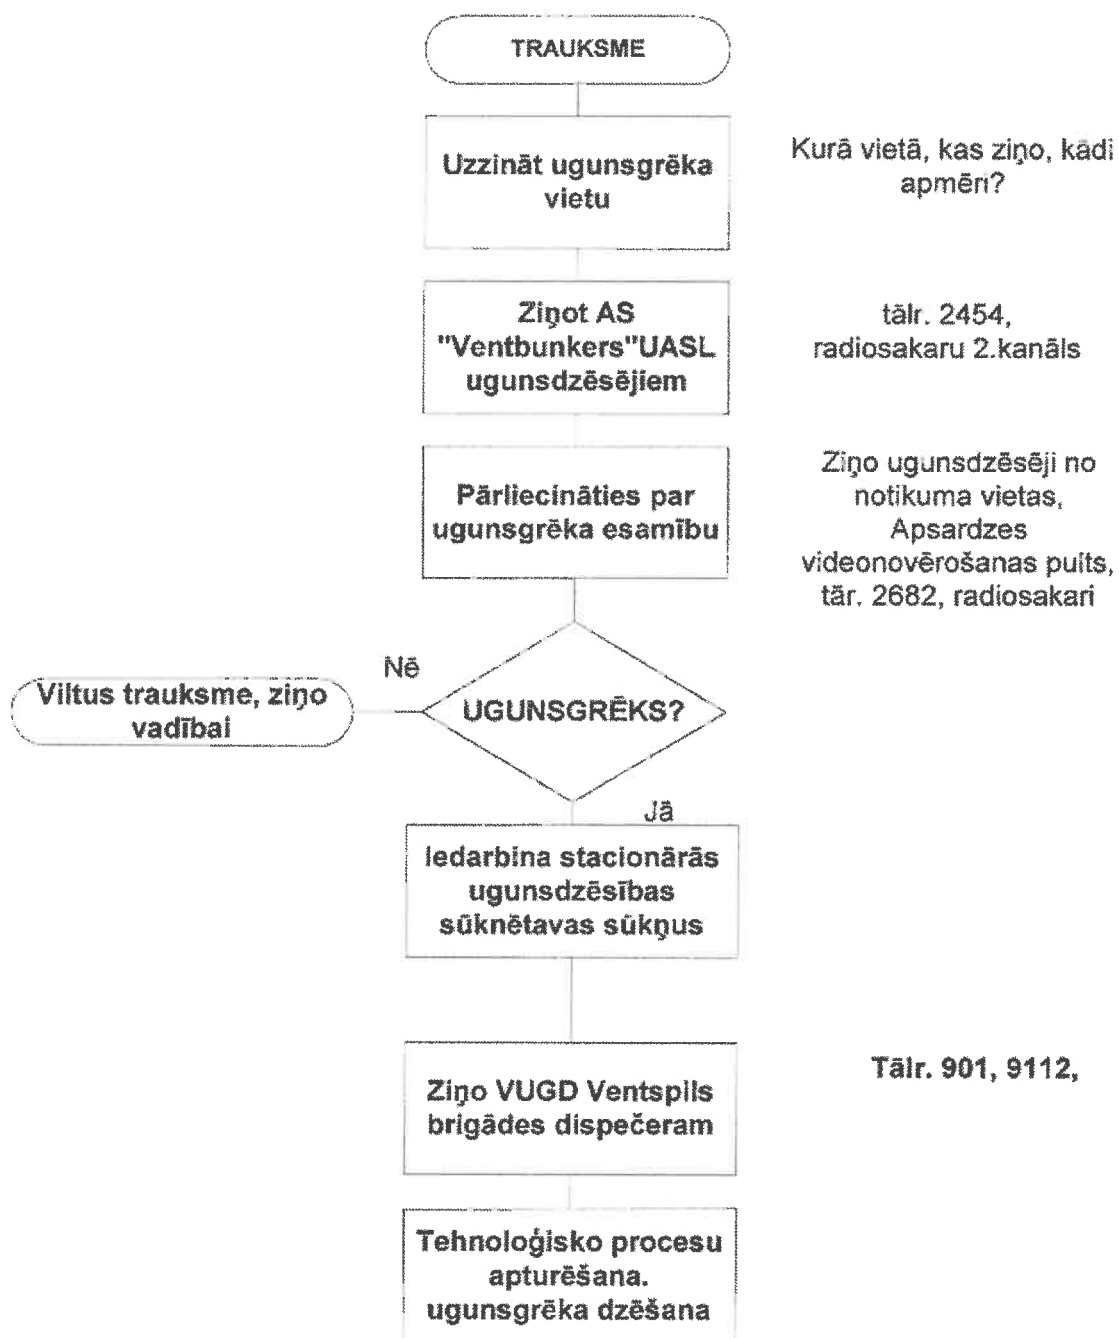 TRAUKSME
Uzzināt ugunsgrēka
vietu
Kurā vietā, kas ziņo, kādi
apmēri?
Ziņot AS
"Ventbunkers"UASL
ugunsdzēsējiem
tālr. 2454,
radiosakaru 2.kanāls
Pārliecināties par
ugunsgrēka esamību
Ziņo ugunsdzēsēji no
notikuma vietas,
Apsardzes
videonovērošanas pults,
tār. 2682, radiosakari
Nē
Viltus trauksme, ziņo
vadībai
UGUNSGRĒKS?
Jā
Iedarbina stacionārās
ugunsdzēsības
sūknētavas sūkņus
Ziņo VUGD Ventspils
brigādes dispečeram
Tālr. 901, 9112,
Tehnoloģisko procesu
apturēšana.
ugunsgrēka dzēšana